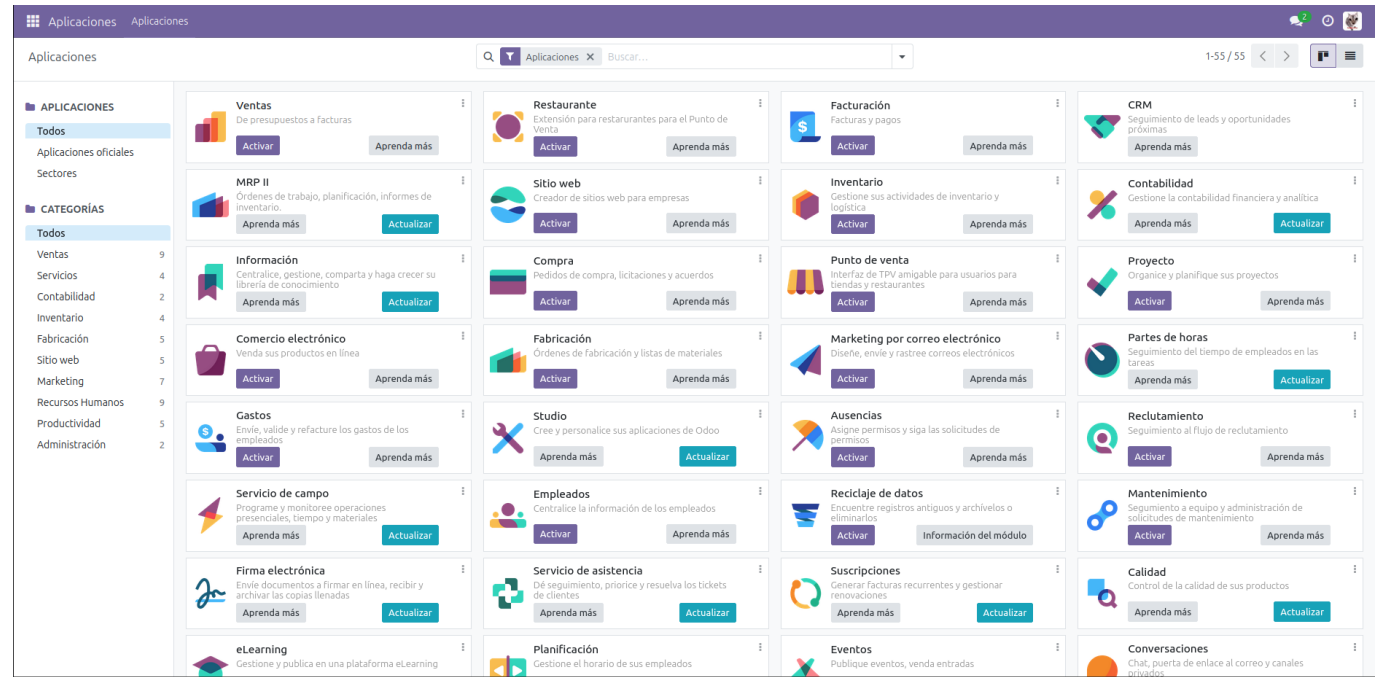 Aplicaciones Aplicaciones 2
Aplicaciones
Aplicaciones Buscar...
1-55 / 55
APLICACIONES
Todos
Aplicaciones oficiales
Sectores
CATEGORÍAS
Todos
Ventas 9
Servicios 4
Contabilidad 2
Inventario 4
Fabricación 5
Sitio web 5
Marketing 7
Recursos Humanos 9
Productividad 5
Administración 2
Ventas
De presupuestos a facturas
Activar Aprenda más
Restaurante
Extensión para restaurantes para el Punto de
Venta
Activar Aprenda más
Facturación
Facturas y pagos
Activar Aprenda más
CRM
Seguimiento de leads y oportunidades
próximas
Aprenda más
MRP II
Órdenes de trabajo, planificación, informes de
inventario.
Aprenda más Actualizar
Sitio web
Creador de sitios web para empresas
Activar Aprenda más
Inventario
Gestione sus actividades de inventario y
logística
Activar Aprenda más
Contabilidad
Gestione la contabilidad financiera y analítica
Aprenda más Actualizar
Información
Centralice, gestione, comparta y haga crecer su
librería de conocimiento
Aprenda más Actualizar
Compra
Pedidos de compra, licitaciones y acuerdos
Activar Aprenda más
Punto de venta
Interfaz de TPV amigable para usuarios para
tiendas y restaurantes
Activar Aprenda más
Proyecto
Organice y planifique sus proyectos
Activar Aprenda más
Comercio electrónico
Venda sus productos en línea
Activar Aprenda más
Fabricación
Órdenes de fabricación y listas de materiales
Activar Aprenda más
Marketing por correo electrónico
Diseñe, envíe y rastree correos electrónicos
Activar Aprenda más
Partes de horas
Seguimiento del tiempo de empleados en las
tareas
Aprenda más Actualizar
Gastos
Envíe, valide y refacture los gastos de los
empleados
Activar Aprenda más
Studio
Cree y personalice sus aplicaciones de Odoo
Aprenda más Actualizar
Ausencias
Asigne permisos y siga las solicitudes de
permisos
Activar Aprenda más
Reclutamiento
Seguimiento al flujo de reclutamiento
Activar Aprenda más
Servicio de campo
Programe y monitoree operaciones
presenciales, tiempo y materiales
Aprenda más Actualizar
Empleados
Centralice la información de los empleados
Activar Aprenda más
Reciclaje de datos
Encuentre registros antiguos y archívelos o
elimínarlos
Activar Información del módulo
Mantenimiento
Segumiento a equipo y administración de
solicitudes de mantenimiento
Activar Aprenda más
Firma electrónica
Envíe documentos a firmar en línea, recibir y
archivar las copias llenadas
Aprenda más Actualizar
Servicio de asistencia
Dé seguimiento, priorice y resuelva los tickets
de clientes
Aprenda más Actualizar
Suscripciones
Generar facturas recurrentes y gestionar
renovaciones
Aprenda más Actualizar
Calidad
Control de la calidad de sus productos
Aprenda más Actualizar
eLearning
Gestione y publica en una plataforma eLearning
Planificación
Gestione el horario de sus empleados
Eventos
Publique eventos, venda entradas
Conversaciones
Chat, puerta de enlace al correo y canales
privados